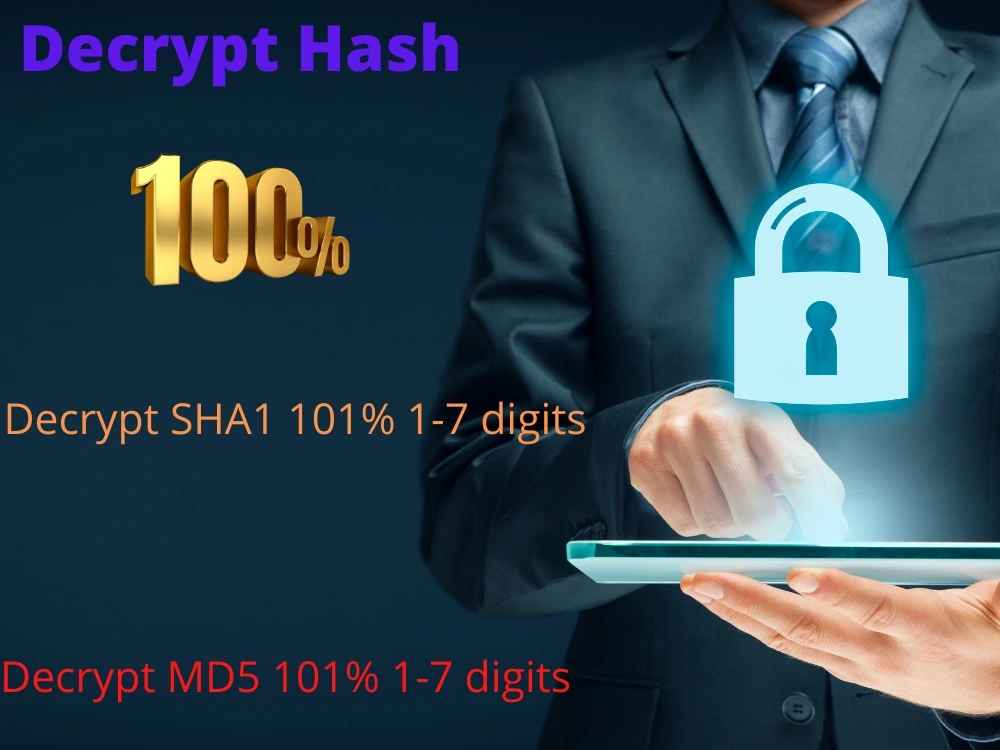 Decrypt Hash
100%
Decrypt SHA1 101% 1-7 digits
Decrypt MD5 101% 1-7 digits